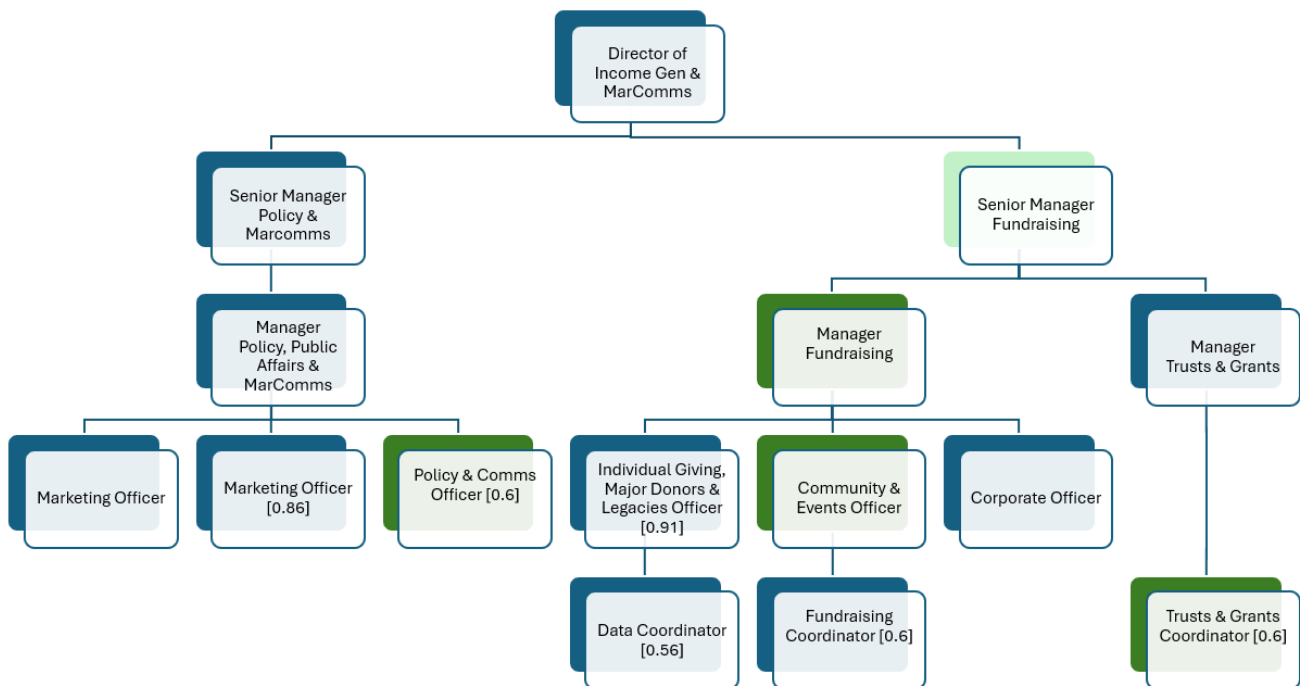 Director of
Income Gen &
MarComms
Senior Manager
Policy &
Marcomms
Senior Manager
Fundraising
Manager
Policy, Public
Affairs &
MarComms
Manager
Fundraising
Manager
Trusts & Grants
Marketing Officer
Marketing Officer
[0.86]
Policy & Comms
Officer [0.6]
Individual Giving,
Major Donors &
Legacies Officer
[0.91]
Community &
Events Officer
Corporate Officer
Data Coordinator
[0.56]
Fundraising
Coordinator [0.6]
Trusts & Grants
Coordinator [0.6]